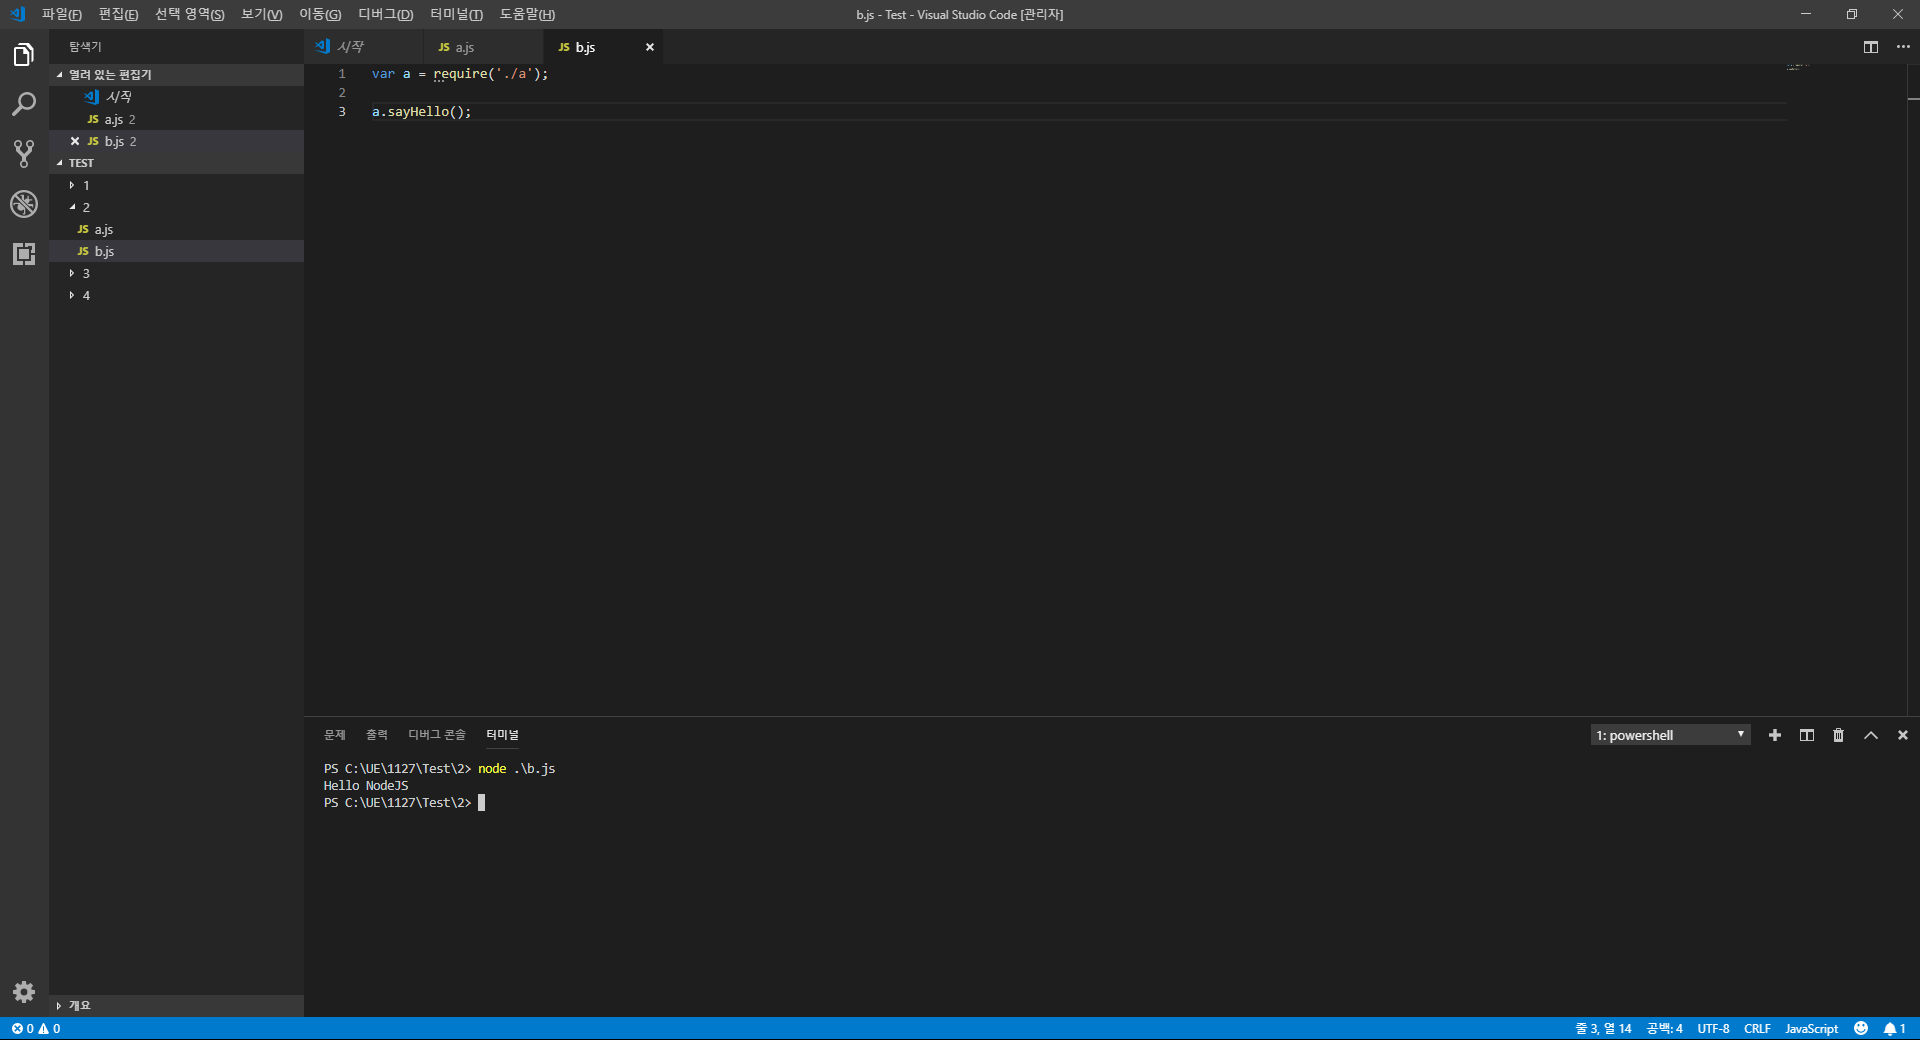 파일(F) 편집(E) 선택 영역(S) 보기(V) 이동(G) 디버그(D) 터미널(T) 도움말(H) b.js - Test - Visual Studio Code [관리자]
탐색기
열려 있는 편집기
시작
JS a.js 2
JS b.js 2
TEST
1
2
JS a.js
JS b.js
3
4
개요
시작 JS a.js JS b.js
1 var a = require('./a');
2
3 a.sayHello();
문제 출력 디버그 콘솔 터미널 1: powershell
PS C:\UE\1127\Test\2> node .\b.js
Hello NodeJS
PS C:\UE\1127\Test\2>
0 0 줄 3, 열 14 공백: 4 UTF-8 CRLF JavaScript 1